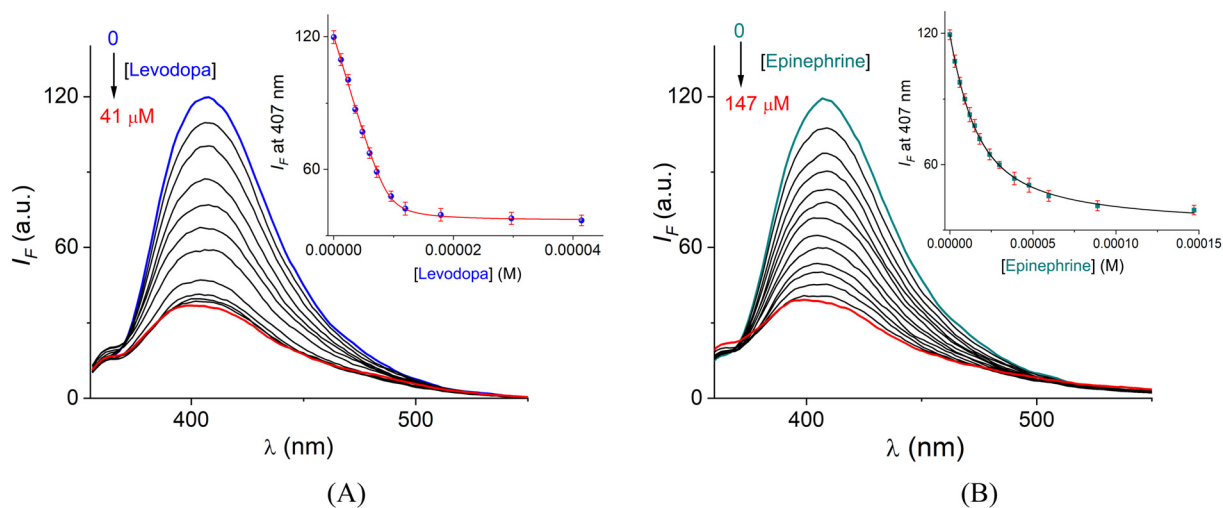 0
[Levodopa]
41 μM
120
60
0
I_F (a.u.)
400
500
λ (nm)
120
60
I_F at 407 nm
0.00000
0.00002
0.00004
[Levodopa] (M)
(A)
0
[Epinephrine]
147 μM
120
60
0
I_F (a.u.)
400
500
λ (nm)
120
60
I_F at 407 nm
0.00000
0.00005
0.00010
0.00015
[Epinephrine] (M)
(B)